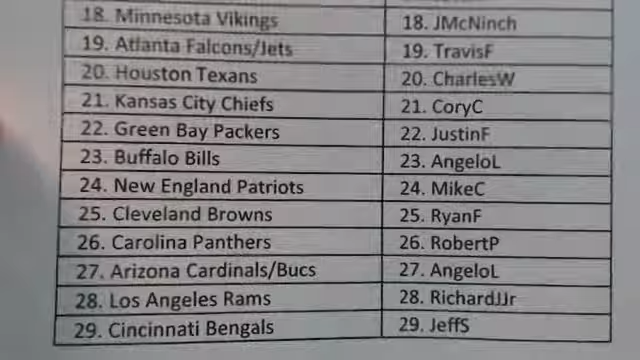 18. Minnesota Vikings 18. JMcNinch
19. Atlanta Falcons/Jets 19. TravisF
20. Houston Texans 20. CharlesW
21. Kansas City Chiefs 21. CoryC
22. Green Bay Packers 22. JustinF
23. Buffalo Bills 23. AngeloL
24. New England Patriots 24. MikeC
25. Cleveland Browns 25. RyanF
26. Carolina Panthers 26. RobertP
27. Arizona Cardinals/Bucs 27. AngeloL
28. Los Angeles Rams 28. RichardJJr
29. Cincinnati Bengals 29. JeffS